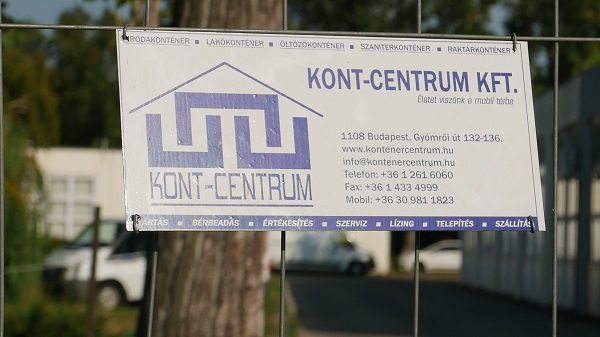 IRODAKONTÉNER ■ LAKÓKONTÉNER ■ ÖLTÖZŐKONTÉNER ■ SZANITERKONTÉNER ■ RAKTÁRKONTÉNER
KONT-CENTRUM KFT.
Életet viszünk a mobil térbe
1108 Budapest, Gyömrői út 132-136.
www.kontenercentrum.hu
info@kontenercentrum.hu
Telefon: +36 1 261 6060
Fax: +36 1 433 4999
Mobil: +36 30 981 1823
KONT-CENTRUM
GYÁRTÁS ■ BÉRBEADÁS ■ ÉRTÉKESÍTÉS ■ SZERVIZ ■ LÍZING ■ TELEPÍTÉS ■ SZÁLLÍTÁS